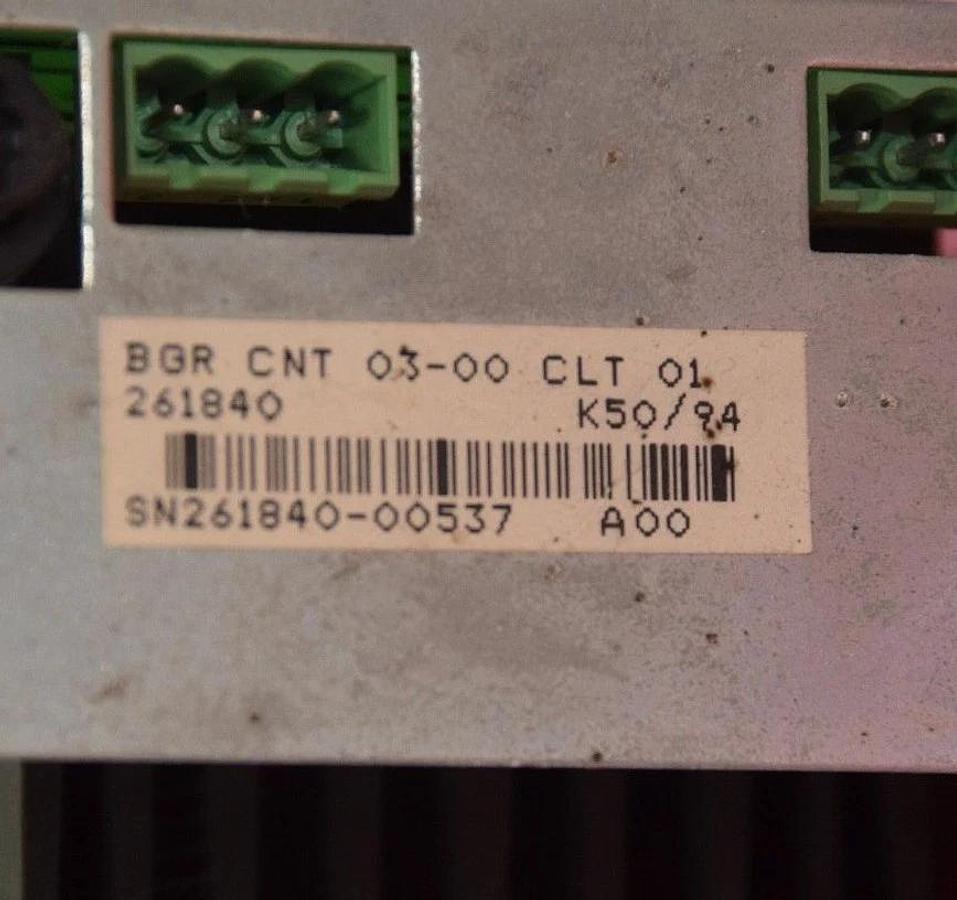 BGR CNT 03-00 CLT 01
261840 K50/94
SN261840-00537 A00